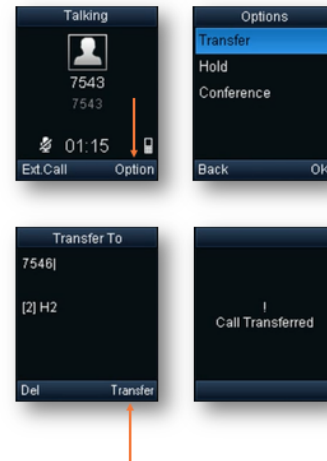 Talking
7543
7543
01:15
Ext.Call Option
Options
Transfer
Hold
Conference
Back OK
Transfer To
7546|
[2] H2
Del Transfer
!
Call Transferred